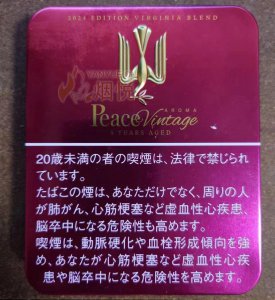 2024 EDITION VIRGINIA BLEND
YANYUE
烟悦
AROMA
Peace Vintage
4 YEARS AGED
20歳未満の者の喫煙は、法律で禁じられ
ています。
たばこの煙は、あなただけでなく、周りの人
が肺がん、心筋梗塞など虚血性心疾患、
脳卒中になる危険性も高めます。
喫煙は、動脈硬化や血栓形成傾向を強
め、あなたが心筋梗塞など虚血性心疾
患や脳卒中になる危険性を高めます。